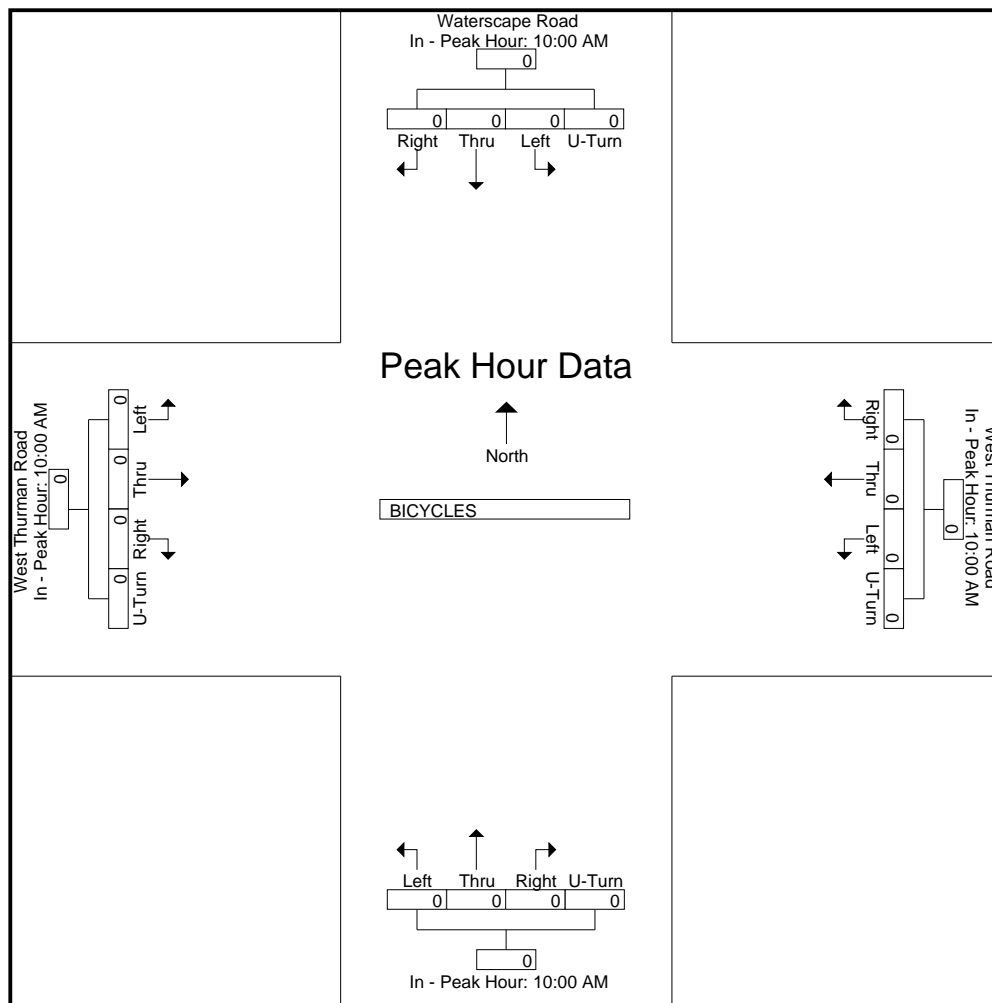 Waterscape Road
In - Peak Hour: 10:00 AM
0
0 0 0 0
Right Thru Left U-Turn
Peak Hour Data
North
BICYCLES
West Thurman Road
In - Peak Hour: 10:00 AM
0
0 0 0 0
Left Thru Right U-Turn
West Thurman Road
In - Peak Hour: 10:00 AM
0
0 0 0 0
Right Thru Left U-Turn
Left Thru Right U-Turn
0 0 0 0
0
In - Peak Hour: 10:00 AM